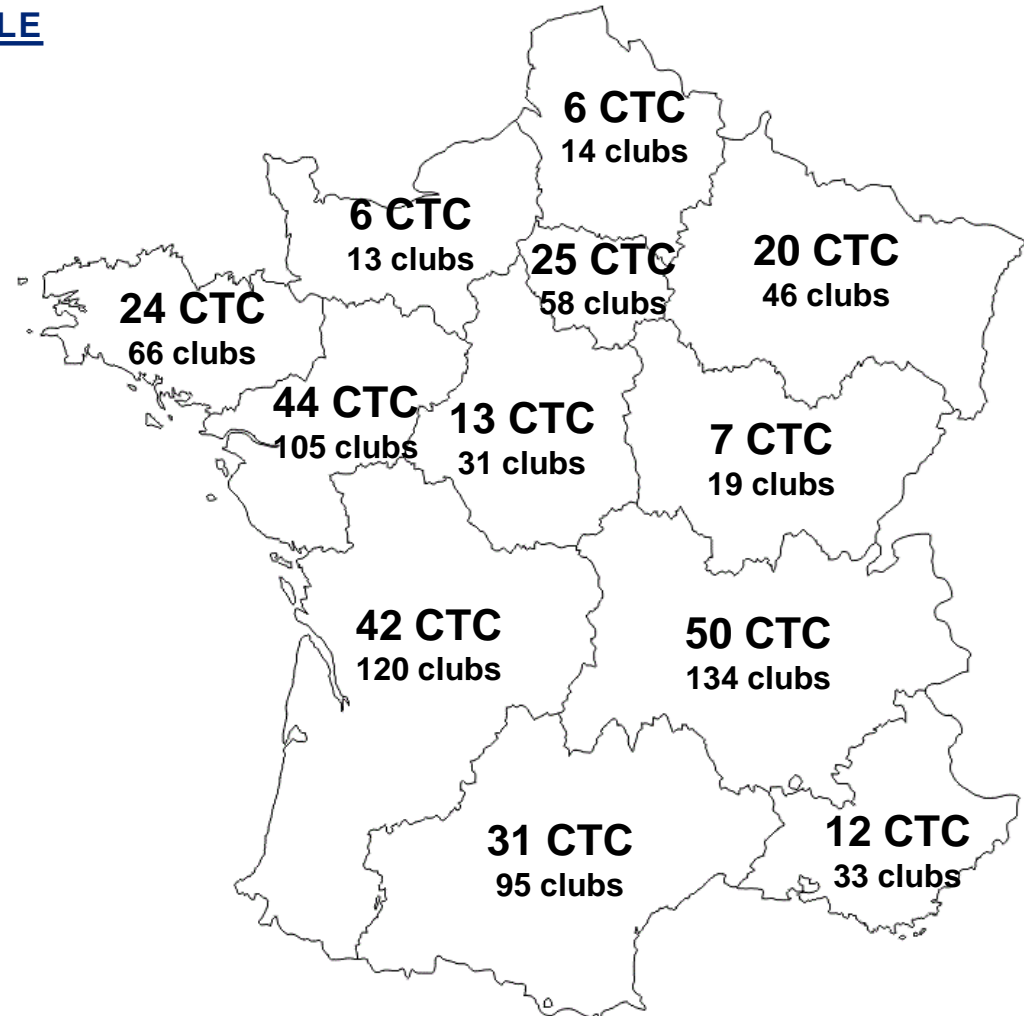 LE
6 CTC
14 clubs
6 CTC
13 clubs
25 CTC
58 clubs
20 CTC
46 clubs
24 CTC
66 clubs
44 CTC
105 clubs
13 CTC
31 clubs
7 CTC
19 clubs
42 CTC
120 clubs
50 CTC
134 clubs
31 CTC
95 clubs
12 CTC
33 clubs